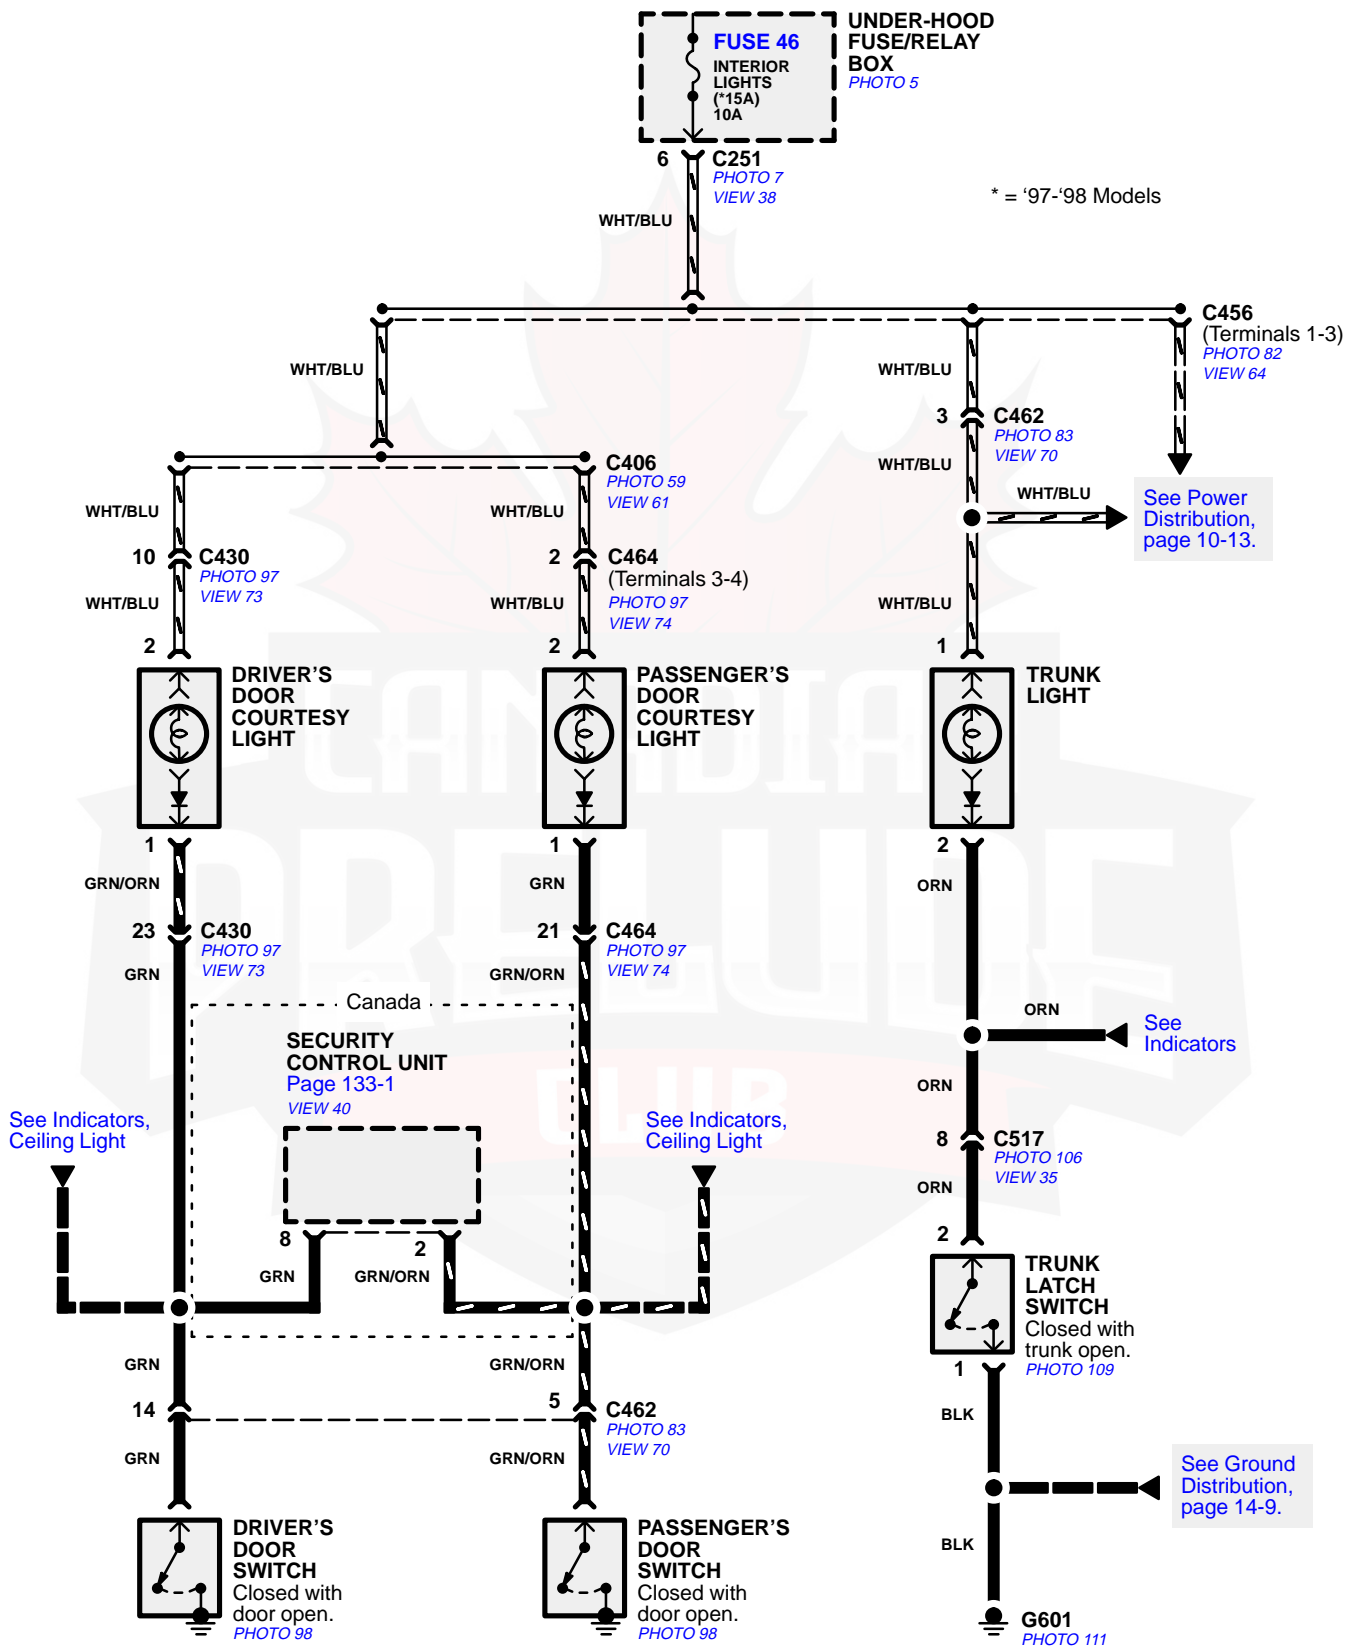 UNDER-HOOD
FUSE/RELAY
BOX
PHOTO 5
FUSE 46
INTERIOR
LIGHTS
(*15A)
10A
6
C251
PHOTO 7
VIEW 38
* = ‘97-‘98 Models
WHT/BLU
C456
(Terminals 1-3)
PHOTO 82
VIEW 64
WHT/BLU
WHT/BLU
3
C462
PHOTO 83
VIEW 70
C406
PHOTO 59
VIEW 61
WHT/BLU
WHT/BLU
See Power
Distribution,
page 10-13.
WHT/BLU
WHT/BLU
10
C430
PHOTO 97
VIEW 73
2
C464
(Terminals 3-4)
PHOTO 97
VIEW 74
WHT/BLU
WHT/BLU
WHT/BLU
2
2
1
DRIVER’S
DOOR
COURTESY
LIGHT
PASSENGER’S
DOOR
COURTESY
LIGHT
TRUNK
LIGHT
CANADIAN
PRELUDE
CLUB
1
1
2
GRN/ORN
GRN
ORN
23
C430
PHOTO 97
VIEW 73
21
C464
PHOTO 97
VIEW 74
GRN
GRN/ORN
Canada
ORN
See
Indicators
SECURITY
CONTROL UNIT
Page 133-1
VIEW 40
ORN
See Indicators,
Ceiling Light
See Indicators,
Ceiling Light
8
C517
PHOTO 106
VIEW 35
ORN
8
2
2
GRN
GRN/ORN
TRUNK
LATCH
SWITCH
Closed with
trunk open.
PHOTO 109
GRN
GRN/ORN
1
14
5
C462
PHOTO 83
VIEW 70
BLK
GRN
GRN/ORN
See Ground
Distribution,
page 14-9.
DRIVER’S
DOOR
SWITCH
Closed with
door open.
PHOTO 98
PASSENGER’S
DOOR
SWITCH
Closed with
door open.
PHOTO 98
BLK
G601
PHOTO 111